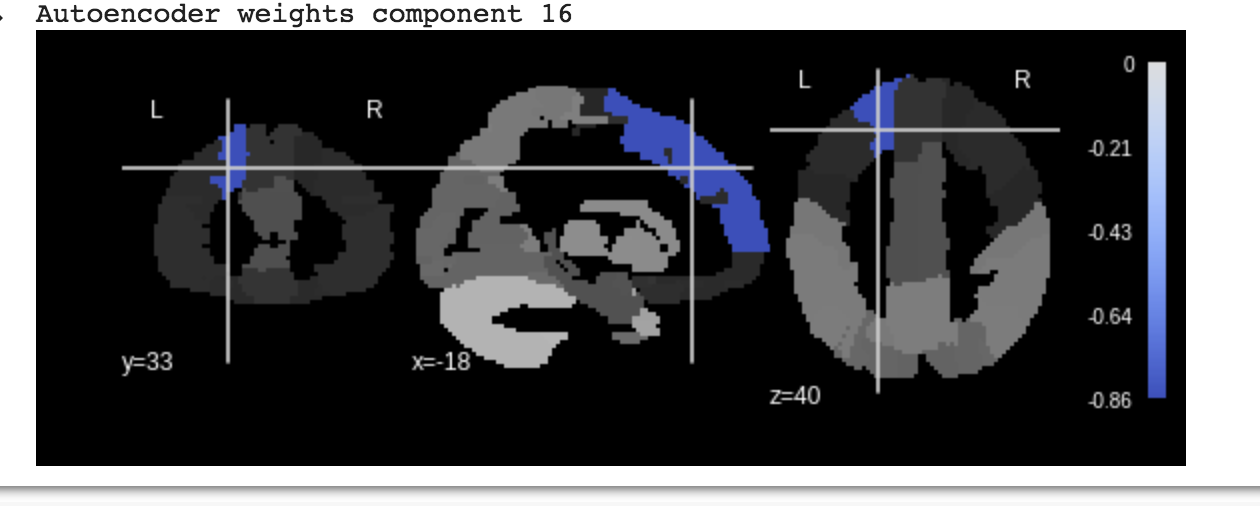 Autoencoder weights component 16
L R
L R
y=33
x=-18
z=40
0
-0.21
-0.43
-0.64
-0.86